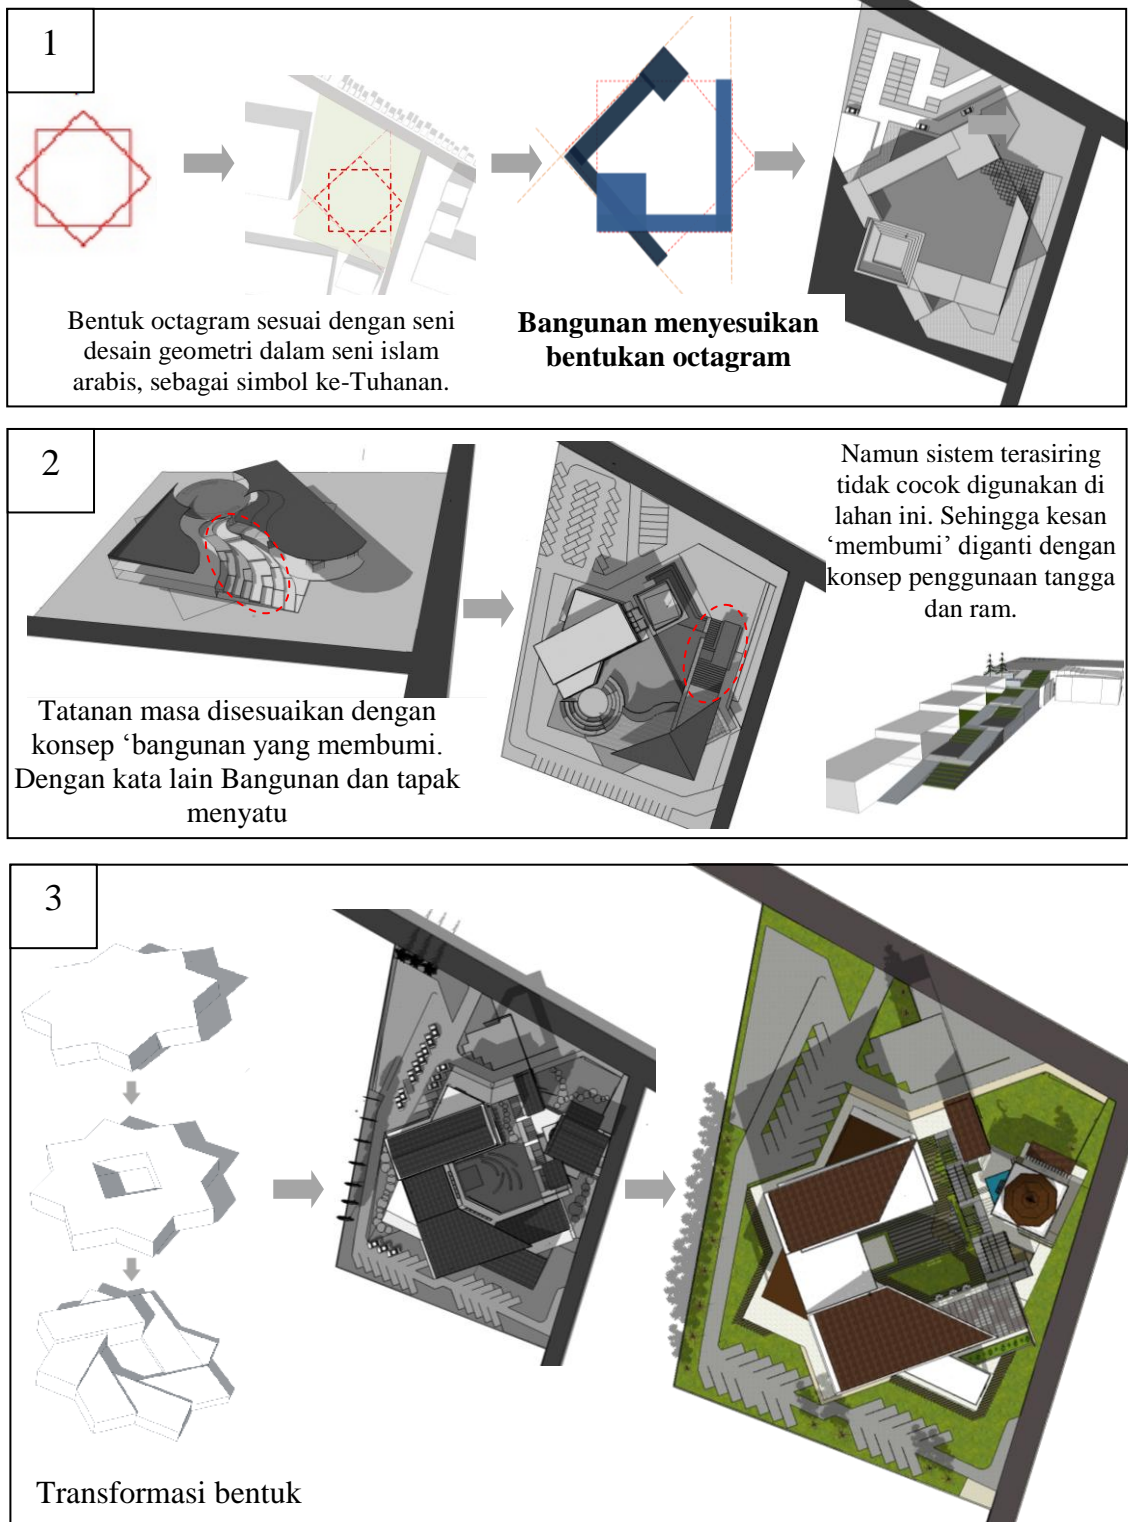 1
Bentuk octagram sesuai dengan seni
desain geometri dalam seni islam
arabis, sebagai simbol ke-Tuhanan.
Bangunan menyesuikan
bentukan octagram
2
Tatanan masa disesuaikan dengan
konsep ‘bangunan yang membumi.
Dengan kata lain Bangunan dan tapak
menyatu
Namun sistem terasiring
tidak cocok digunakan di
lahan ini. Sehingga kesan
‘membumi’ diganti dengan
konsep penggunaan tangga
dan ram.
3
Transformasi bentuk